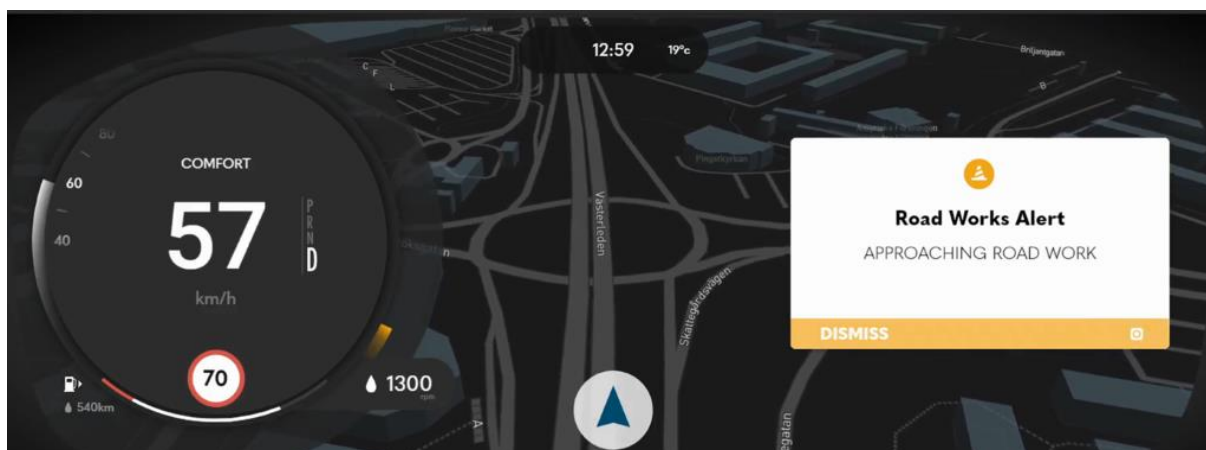 12:59
19°c
Briljantgatan
C F
L
B
80
60
40
COMFORT
57
km/h
P
R
N
D
70
540km
1300
rpm
Västerleden
Skattegårdsvägen
A
Road Works Alert
APPROACHING ROAD WORK
DISMISS